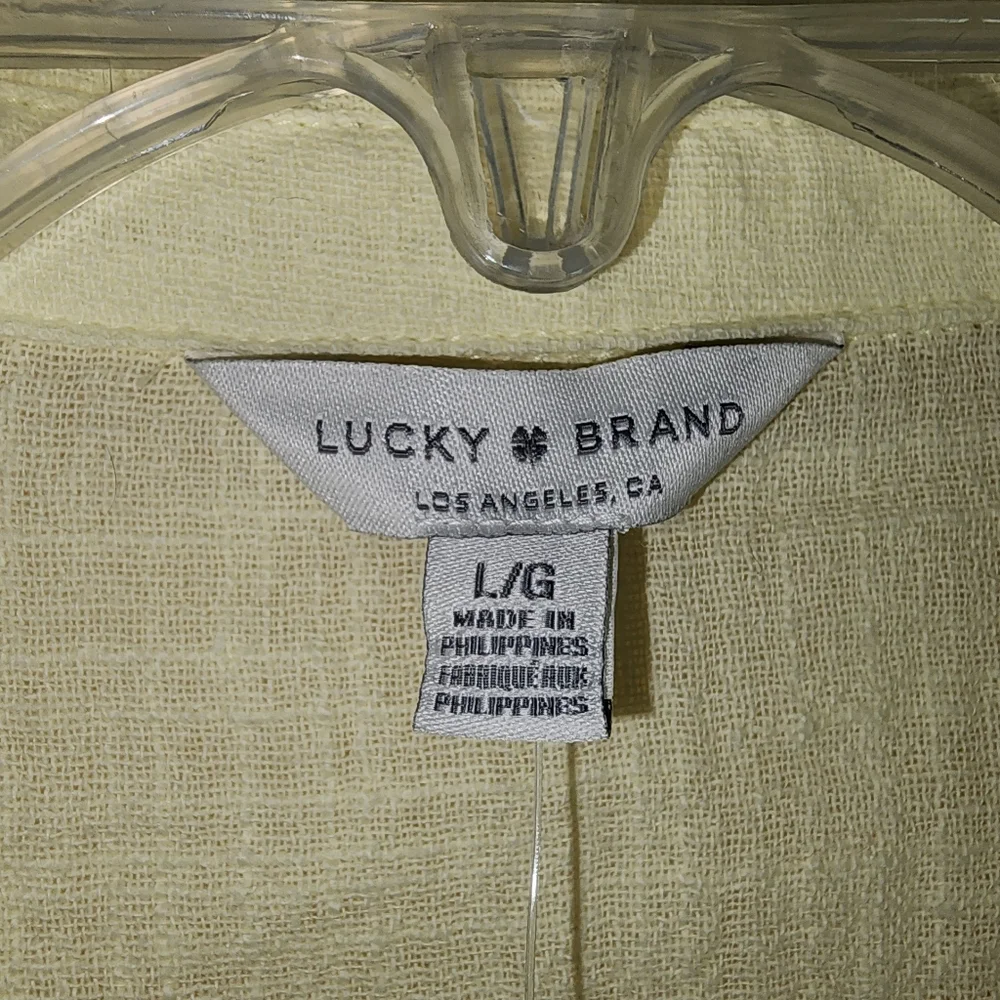 LUCKY BRAND
LOS ANGELES, CA
L/G
MADE IN
PHILIPPINES
FABRIQUÉ AUX
PHILIPPINES